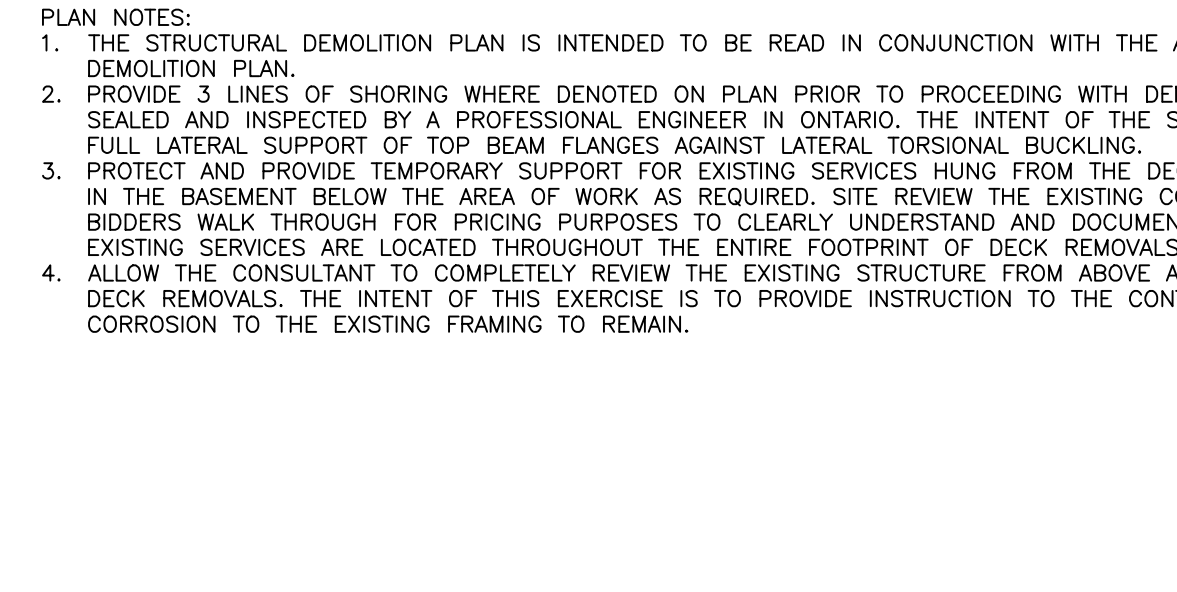 PLAN NOTES:
1. THE STRUCTURAL DEMOLITION PLAN IS INTENDED TO BE READ IN CONJUNCTION WITH THE
DEMOLITION PLAN.
2. PROVIDE 3 LINES OF SHORING WHERE DENOTED ON PLAN PRIOR TO PROCEEDING WITH
SEALED AND INSPECTED BY A PROFESSIONAL ENGINEER IN ONTARIO. THE INTENT OF THE
FULL LATERAL SUPPORT OF TOP BEAM FLANGES AGAINST LATERAL TORSIONAL BUCKLING.
3. PROTECT AND PROVIDE TEMPORARY SUPPORT FOR EXISTING SERVICES HUNG FROM THE
IN THE BASEMENT BELOW THE AREA OF WORK AS REQUIRED. SITE REVIEW THE EXISTING
BIDDERS WALK THROUGH FOR PRICING PURPOSES TO CLEARLY UNDERSTAND AND
EXISTING SERVICES ARE LOCATED THROUGHOUT THE ENTIRE FOOTPRINT OF DECK REMOVALS
4. ALLOW THE CONSULTANT TO COMPLETELY REVIEW THE EXISTING STRUCTURE FROM ABOVE
DECK REMOVALS. THE INTENT OF THIS EXERCISE IS TO PROVIDE INSTRUCTION TO THE
CORROSION TO THE EXISTING FRAMING TO REMAIN.